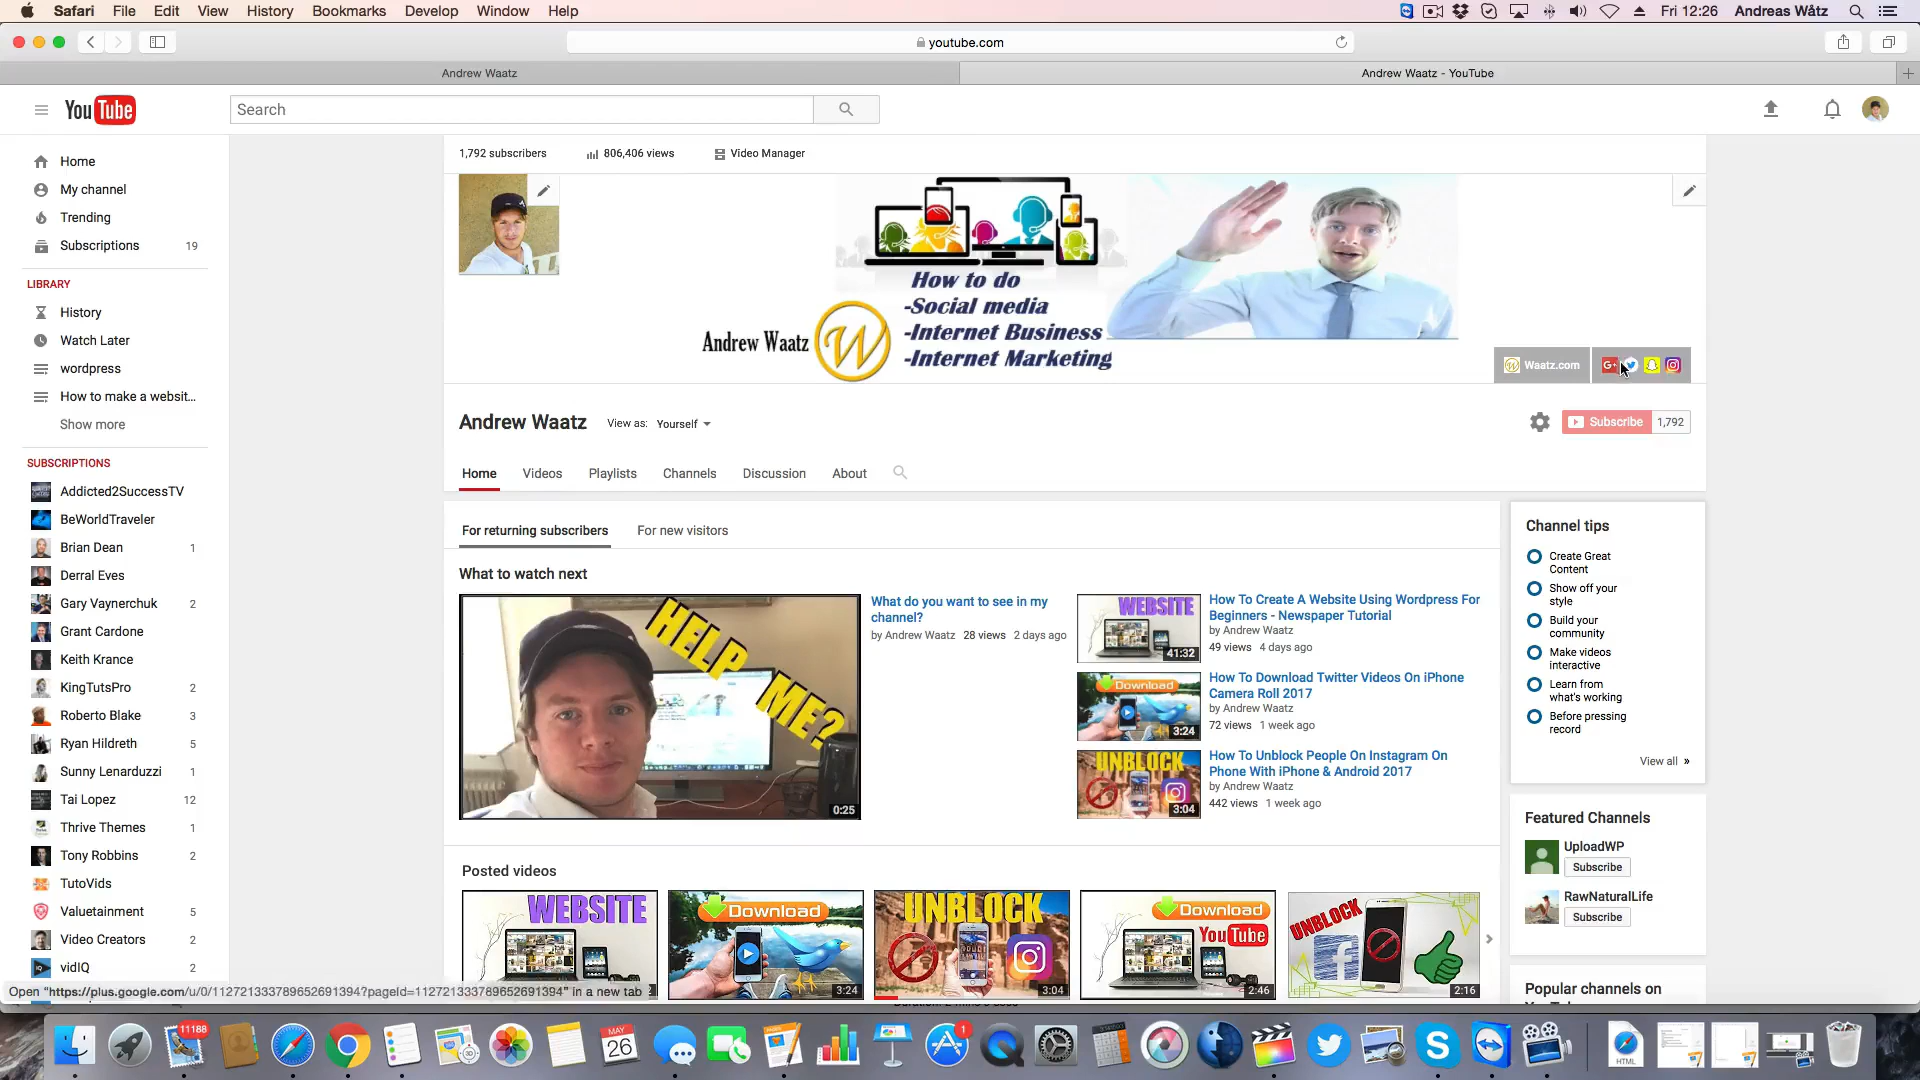 Safari File Edit View History Bookmarks Develop Window Help
Fri 12:26 Andreas Wåtz
youtube.com
Andrew Waatz
Andrew Waatz - YouTube
YouTube
Search
1,792 subscribers
806,406 views
Video Manager
How to do
-Social media
-Internet Business
-Internet Marketing
Andrew Waatz
W
Waatz.com
G+
Andrew Waatz
View as: Yourself
Subscribe 1,792
Home Videos Playlists Channels Discussion About
Home
My channel
Trending
Subscriptions 19
LIBRARY
History
Watch Later
wordpress
How to make a websit...
Show more
SUBSCRIPTIONS
Addicted2SuccessTV
BeWorldTraveler
Brian Dean 1
Derral Eves
Gary Vaynerchuk 2
Grant Cardone
Keith Krance
KingTutsPro 2
Roberto Blake 3
Ryan Hildreth 5
Sunny Lenarduzzi 1
Tai Lopez 12
Thrive Themes 1
Tony Robbins 2
TutoVids
Valuetainment 5
Video Creators 2
vidIQ 2
For returning subscribers
For new visitors
What to watch next
HELP ME?
0:25
What do you want to see in my
channel?
by Andrew Waatz 28 views 2 days ago
WEBSITE
41:32
How To Create A Website Using Wordpress For
Beginners - Newspaper Tutorial
by Andrew Waatz
49 views 4 days ago
Download
3:24
How To Download Twitter Videos On iPhone
Camera Roll 2017
by Andrew Waatz
72 views 1 week ago
UNBLOCK
3:04
How To Unblock People On Instagram On
Phone With iPhone & Android 2017
by Andrew Waatz
442 views 1 week ago
Posted videos
WEBSITE
Download
3:24
UNBLOCK
3:04
Download
YouTube
2:46
UNBLOCK
2:16
Channel tips
Create Great
Content
Show off your
style
Build your
community
Make videos
interactive
Learn from
what's working
Before pressing
record
View all »
Featured Channels
UploadWP
Subscribe
RawNaturalLife
Subscribe
Popular channels on
Open "https://plus.google.com/u/0/112721333789652691394?pageId=112721333789652691394" in a new tab
11188
MAY
26
1
HTML